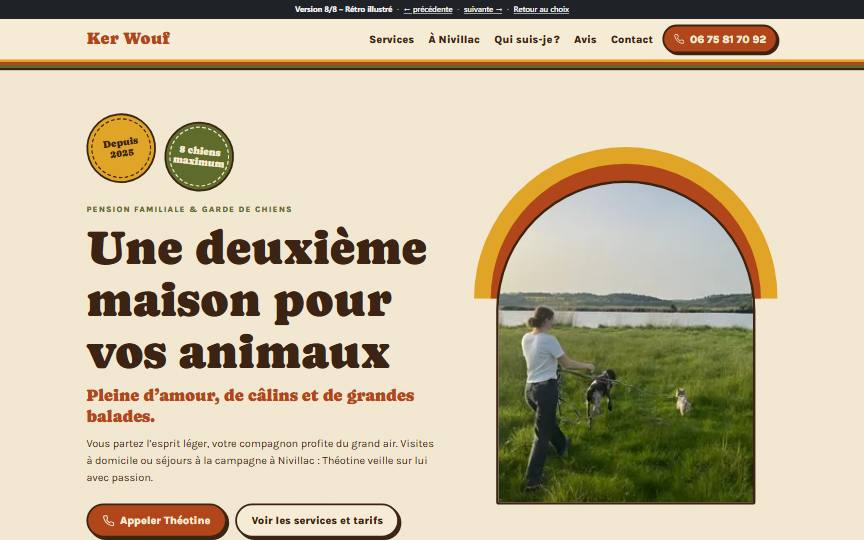 Version 8/8 – Rétro illustré · ← précédente · suivante → · Retour au choix
Ker Wouf
Services À Nivillac Qui suis-je ? Avis Contact 06 75 81 70 92
Depuis
2025
8 chiens
maximum
PENSION FAMILIALE & GARDE DE CHIENS
Une deuxième
maison pour
vos animaux
Pleine d’amour, de câlins et de grandes
balades.
Vous partez l’esprit léger, votre compagnon profite du grand air. Visites
à domicile ou séjours à la campagne à Nivillac : Théotine veille sur lui
avec passion.
Appeler Théotine
Voir les services et tarifs